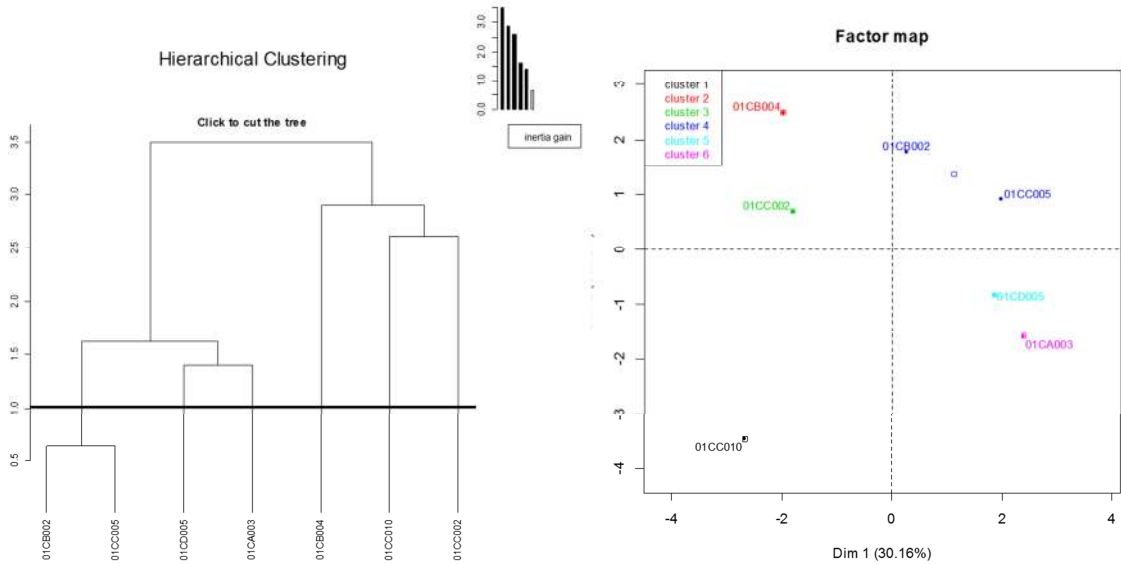 Hierarchical Clustering
Click to cut the tree
3.5
3.0
25
2.0
1.5
1.0
0.5
01CB002
01CC005
01CD005
01CA003
01CB004
01CC010
01CC002
3.0
2.0
1.0
0.0
inertia gain
Factor map
cluster 1
cluster 2
cluster 3
cluster 4
cluster 5
cluster 6
3
2
1
0
-1
-2
-3
-4
01CB004
01CB002
01CC005
01CC002
01CD005
01CA003
01CC010
-4
-2
0
2
4
Dim 1 (30.16%)